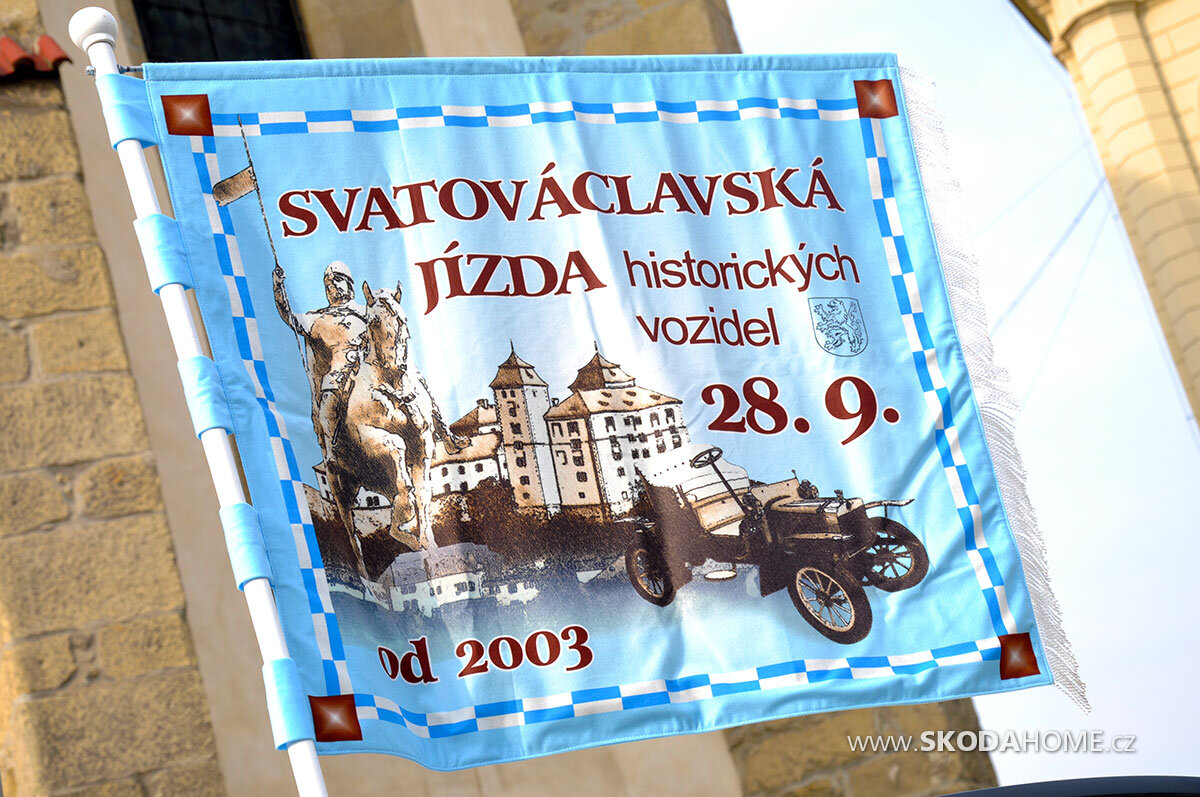 SVATOVÁCLAVSKÁ
JÍZDA historických
vozidel
28. 9.
od 2003
www.SKODAHOME.cz